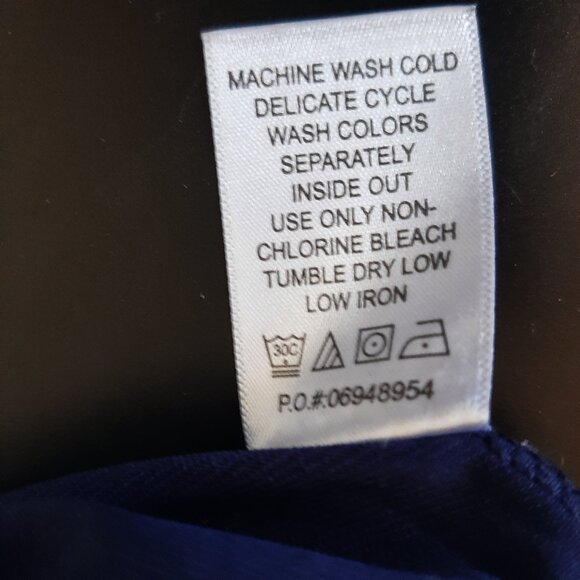 MACHINE WASH COLD
DELICATE CYCLE
WASH COLORS
SEPARATELY
INSIDE OUT
USE ONLY NON-
CHLORINE BLEACH
TUMBLE DRY LOW
LOW IRON
30C
P.O.#:06948954